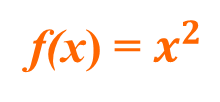 f(x) = x²